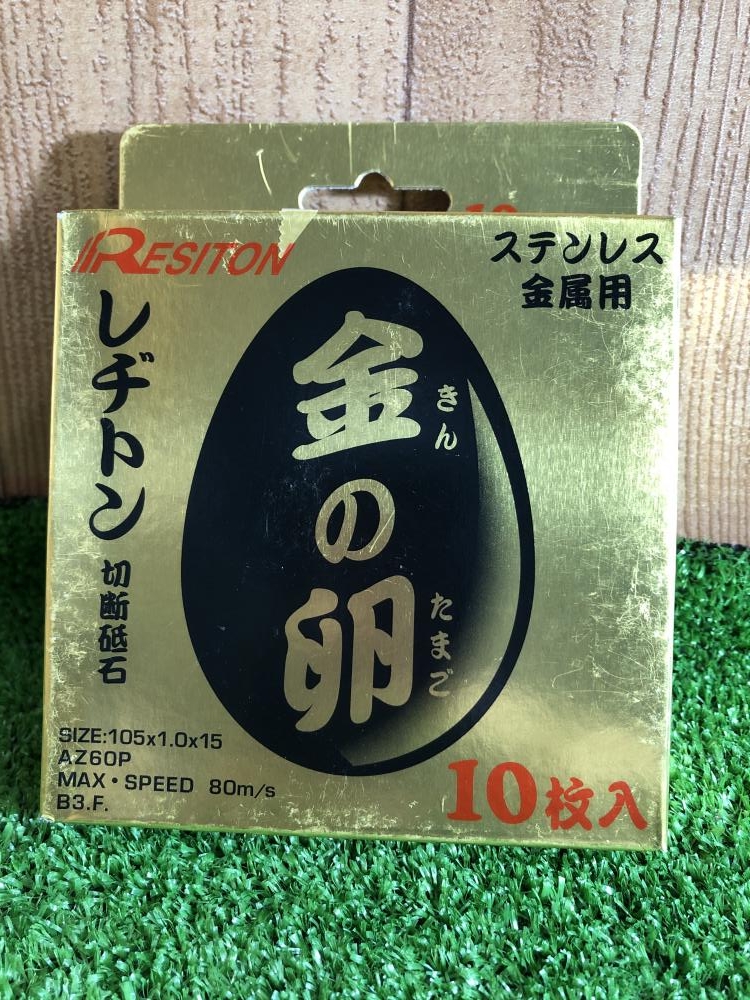 RESITON
ステンレス
金属用
レヂトン
切断砥石
金の卵
きん
たまご
SIZE:105x1.0x15
AZ60P
MAX・SPEED 80m/s
B3.F.
10枚入